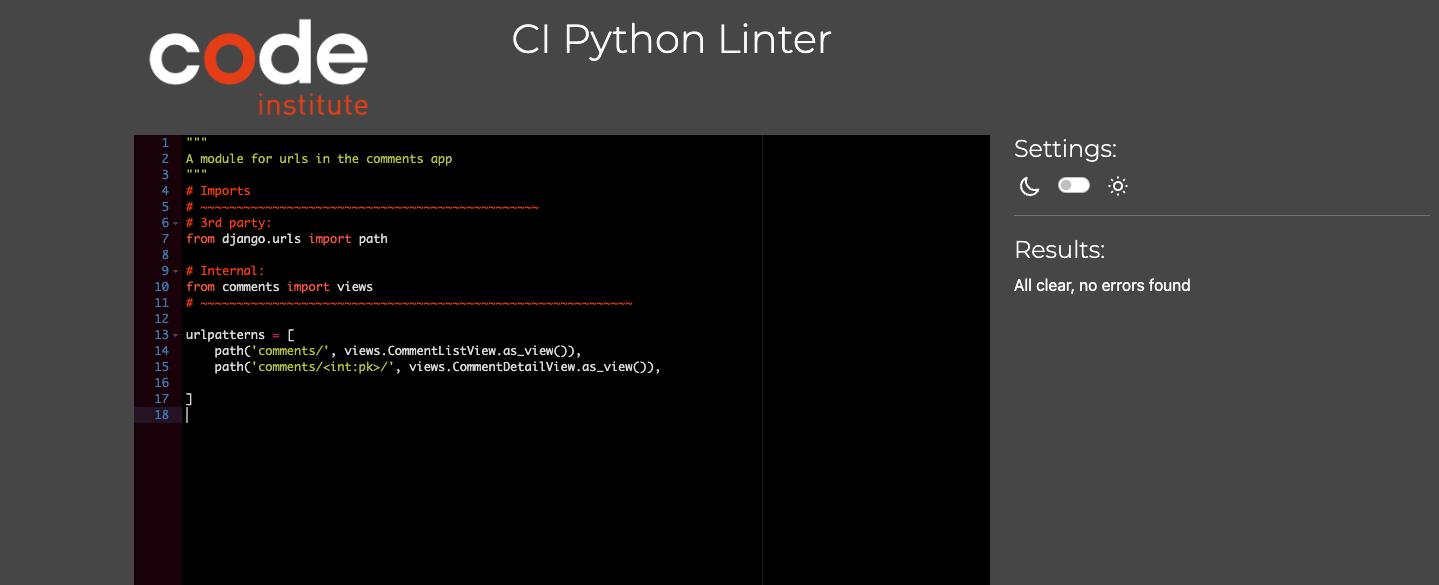 code
institute
CI Python Linter
1 """
2 A module for urls in the comments app
3 """
4 # Imports
5 # ~~~~~~~~~~~~~~~~~~~~~~~~~~~~~~~~~~~~~~~~~~~~~~~
6 # 3rd party:
7 from django.urls import path
8
9 # Internal:
10 from comments import views
11 # ~~~~~~~~~~~~~~~~~~~~~~~~~~~~~~~~~~~~~~~~~~~~~~~~~~~~~~~~~~~~
12
13 urlpatterns = [
14     path('comments/', views.CommentListView.as_view()),
15     path('comments/<int:pk>/', views.CommentDetailView.as_view()),
16
17 ]
18
Settings:
Results:
All clear, no errors found